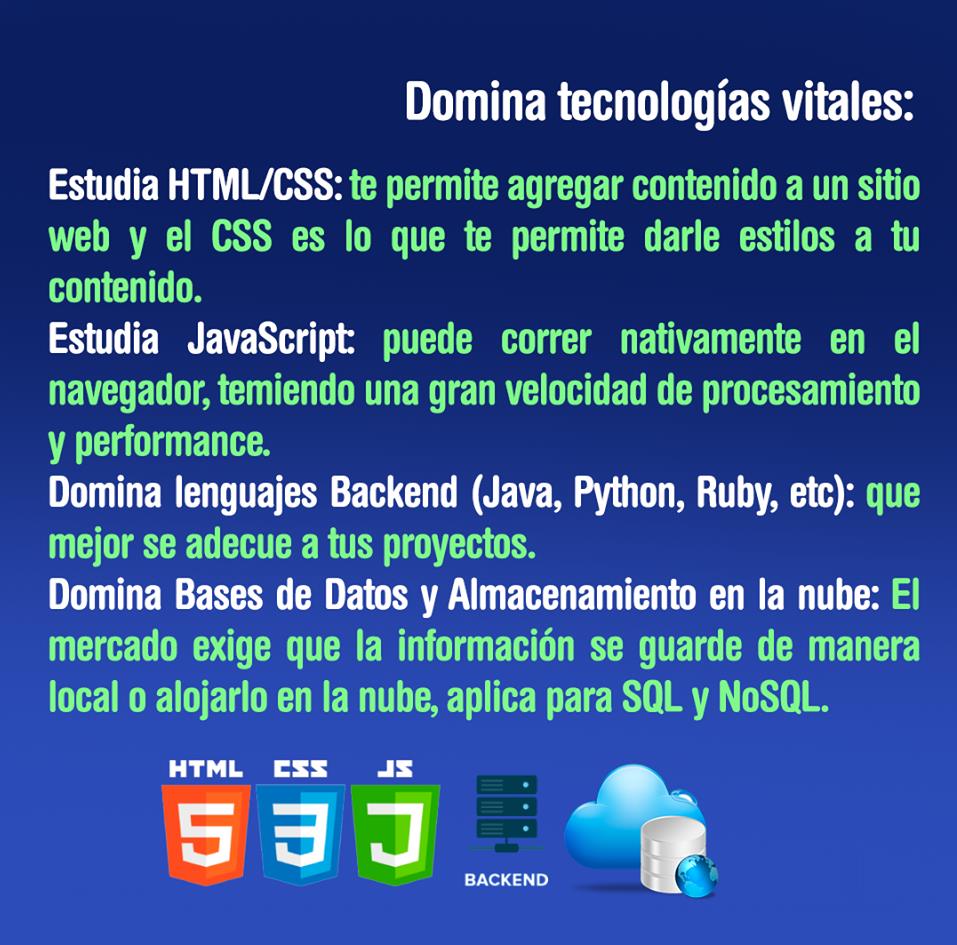 Domina tecnologías vitales:
Estudia HTML/CSS: te permite agregar contenido a un sitio
web y el CSS es lo que te permite darle estilos a tu
contenido.
Estudia JavaScript: puede correr nativamente en el
navegador, temiendo una gran velocidad de procesamiento
y performance.
Domina lenguajes Backend (Java, Python, Ruby, etc): que
mejor se adecue a tus proyectos.
Domina Bases de Datos y Almacenamiento en la nube: El
mercado exige que la información se guarde de manera
local o alojarlo en la nube, aplica para SQL y NoSQL.
HTML CSS JS
5 3 J
BACKEND